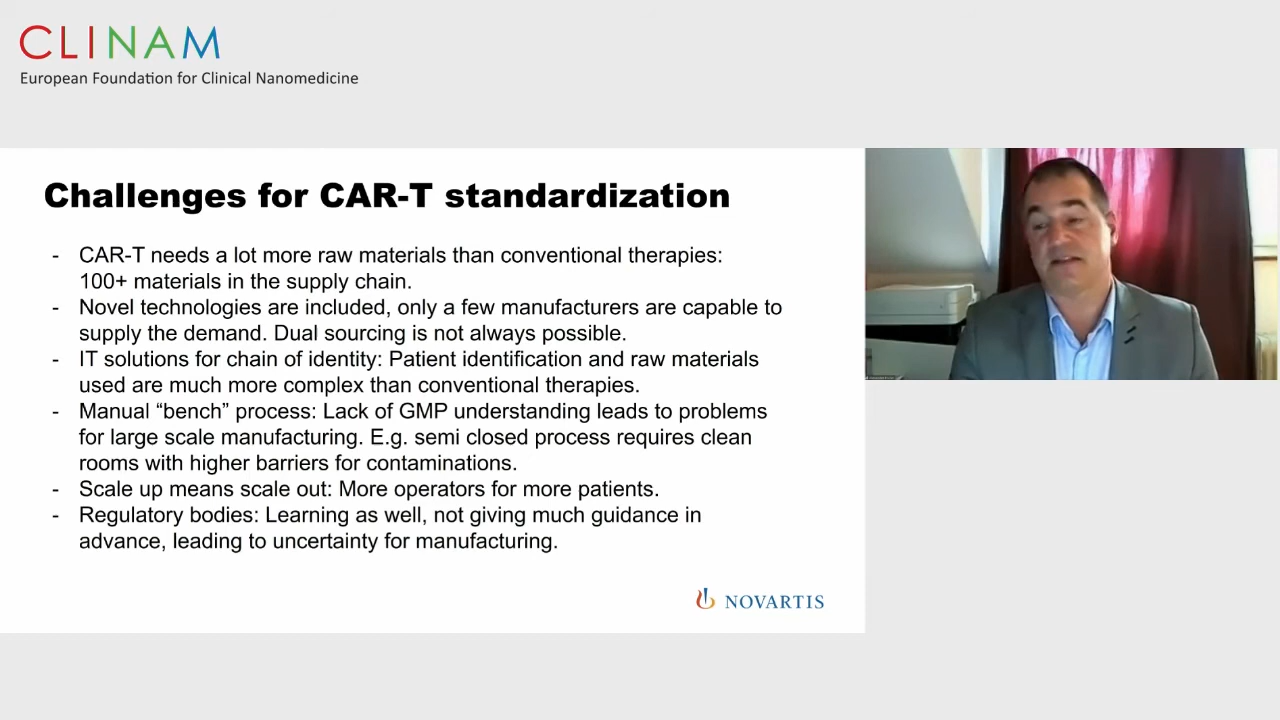 CLINAM
European Foundation for Clinical Nanomedicine
Challenges for CAR-T standardization
- CAR-T needs a lot more raw materials than conventional therapies:
100+ materials in the supply chain.
- Novel technologies are included, only a few manufacturers are capable to
supply the demand. Dual sourcing is not always possible.
- IT solutions for chain of identity: Patient identification and raw materials
used are much more complex than conventional therapies.
- Manual “bench” process: Lack of GMP understanding leads to problems
for large scale manufacturing. E.g. semi closed process requires clean
rooms with higher barriers for contaminations.
- Scale up means scale out: More operators for more patients.
- Regulatory bodies: Learning as well, not giving much guidance in
advance, leading to uncertainty for manufacturing.
NOVARTIS